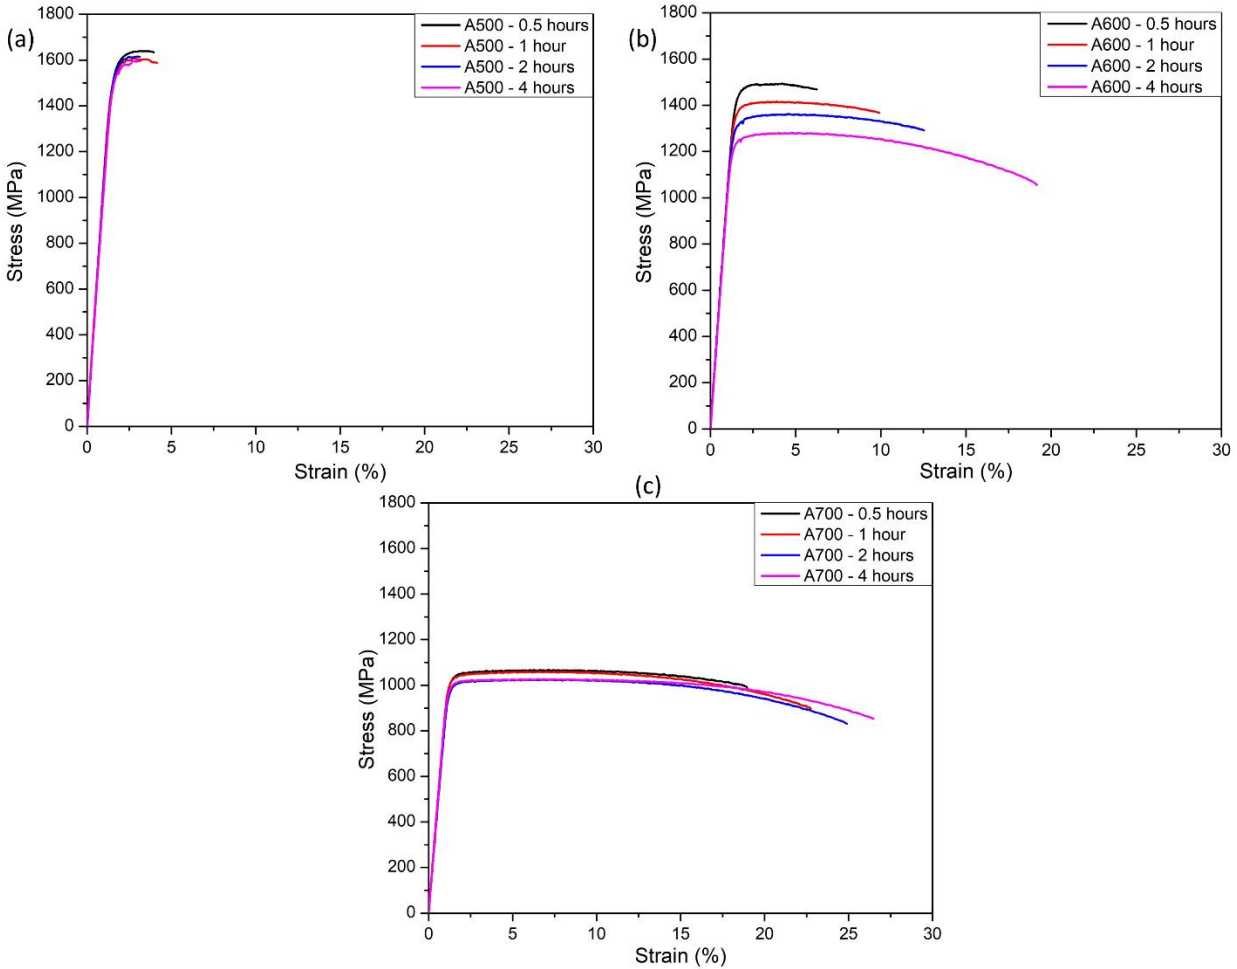 (a)
A500 - 0.5 hours
A500 - 1 hour
A500 - 2 hours
A500 - 4 hours
1800
1600
1400
1200
1000
800
600
400
200
0
Stress (MPa)
0 5 10 15 20 25 30
Strain (%)
(b)
A600 - 0.5 hours
A600 - 1 hour
A600 - 2 hours
A600 - 4 hours
1800
1600
1400
1200
1000
800
600
400
200
0
Stress (MPa)
0 5 10 15 20 25 30
Strain (%)
(c)
A700 - 0.5 hours
A700 - 1 hour
A700 - 2 hours
A700 - 4 hours
1800
1600
1400
1200
1000
800
600
400
200
0
Stress (MPa)
0 5 10 15 20 25 30
Strain (%)